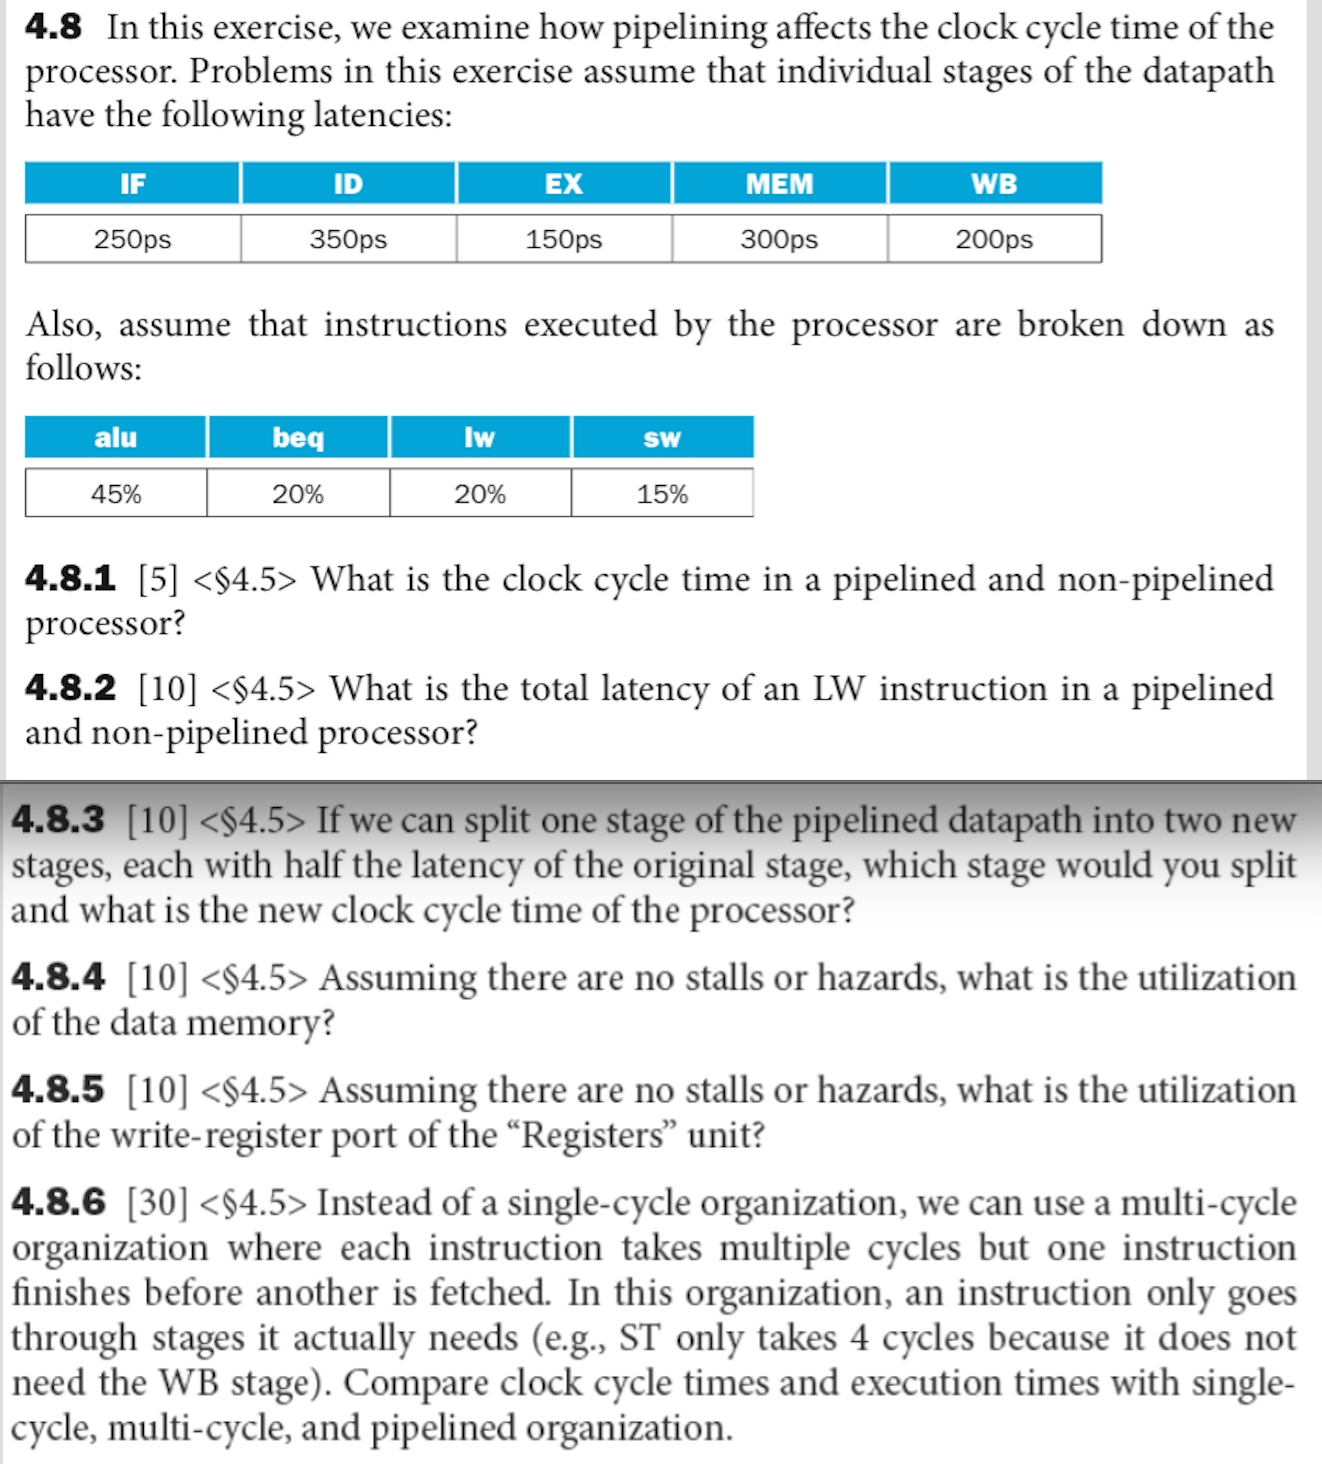 4.8 In this exercise, we examine how pipelining affects the clock cycle time of the
processor. Problems in this exercise assume that individual stages of the datapath
have the following latencies:
IF ID EX MEM WB
250ps 350ps 150ps 300ps 200ps
Also, assume that instructions executed by the processor are broken down as
follows:
alu beq lw sw
45% 20% 20% 15%
4.8.1 [5] <§4.5> What is the clock cycle time in a pipelined and non-pipelined
processor?
4.8.2 [10] <§4.5> What is the total latency of an LW instruction in a pipelined
and non-pipelined processor?
4.8.3 [10] <§4.5> If we can split one stage of the pipelined datapath into two new
stages, each with half the latency of the original stage, which stage would you split
and what is the new clock cycle time of the processor?
4.8.4 [10] <§4.5> Assuming there are no stalls or hazards, what is the utilization
of the data memory?
4.8.5 [10] <§4.5> Assuming there are no stalls or hazards, what is the utilization
of the write-register port of the “Registers” unit?
4.8.6 [30] <§4.5> Instead of a single-cycle organization, we can use a multi-cycle
organization where each instruction takes multiple cycles but one instruction
finishes before another is fetched. In this organization, an instruction only goes
through stages it actually needs (e.g., ST only takes 4 cycles because it does not
need the WB stage). Compare clock cycle times and execution times with single-
cycle, multi-cycle, and pipelined organization.